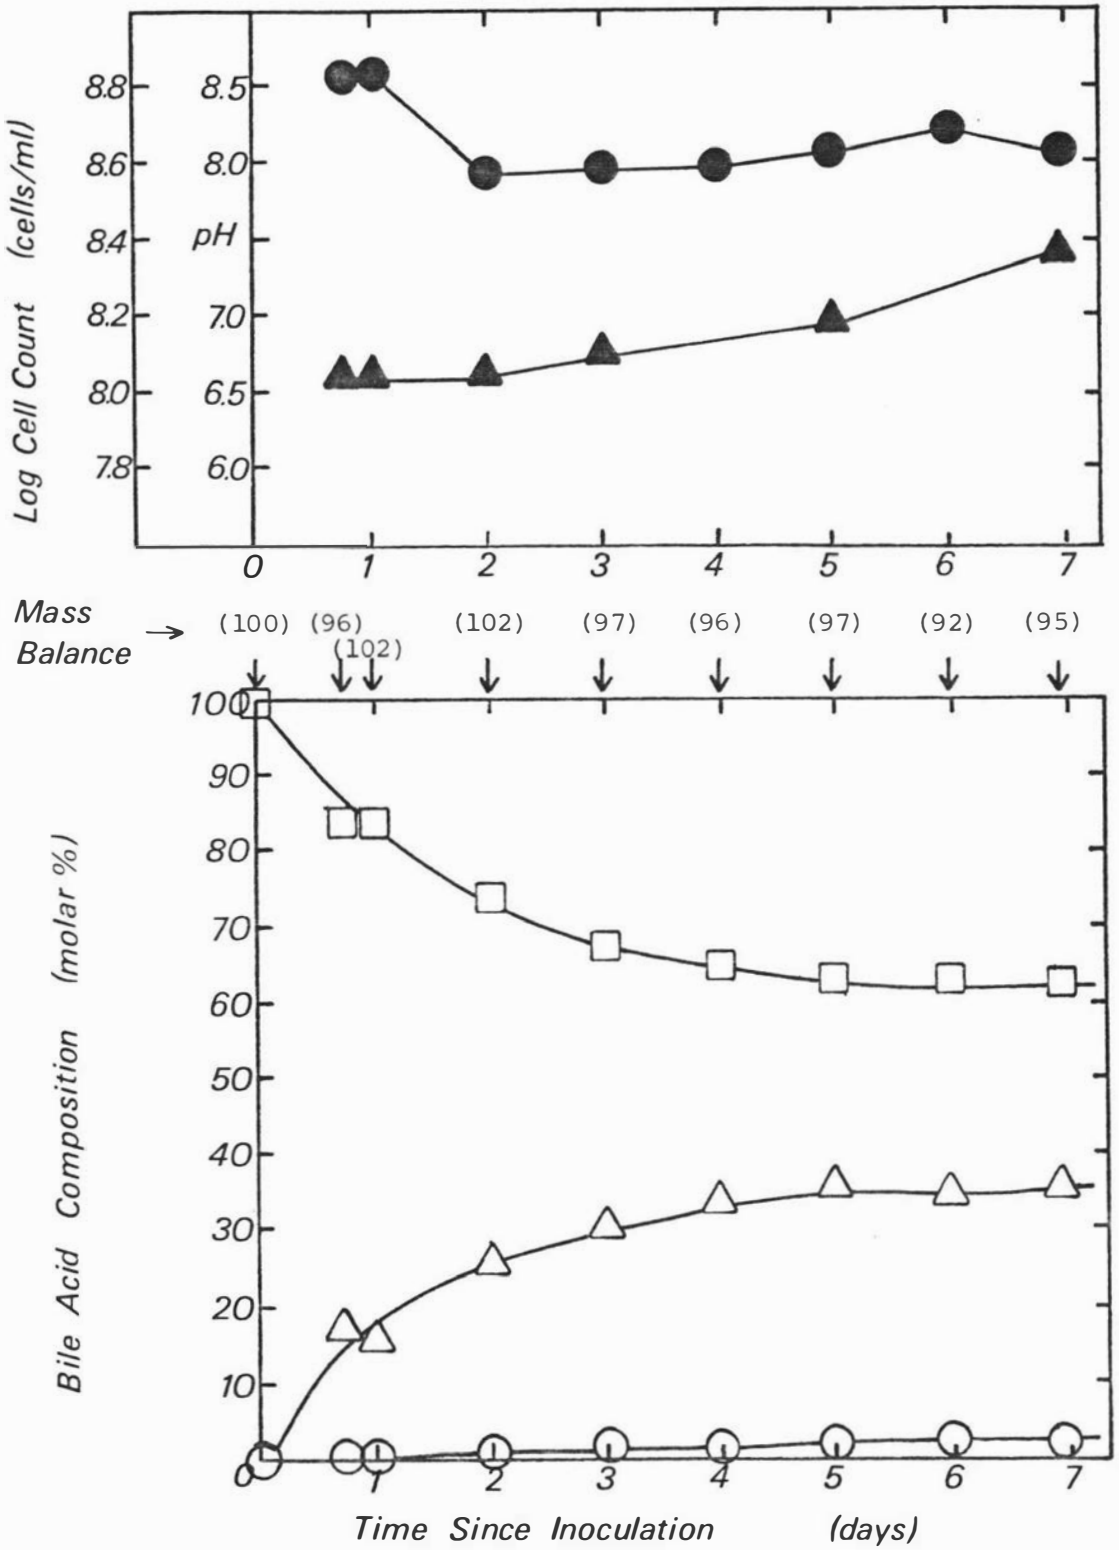 Log Cell Count (cells/ml)
8.8
8.6
8.4
8.2
8.0
7.8
8.5
8.0
pH
7.0
6.5
6.0
0 1 2 3 4 5 6 7
Mass
Balance →
(100) (96) (102) (97) (96) (97) (92) (95)
(102)
Bile Acid Composition (molar %)
100
90
80
70
60
50
40
30
20
10
0
1 2 3 4 5 6 7
Time Since Inoculation (days)